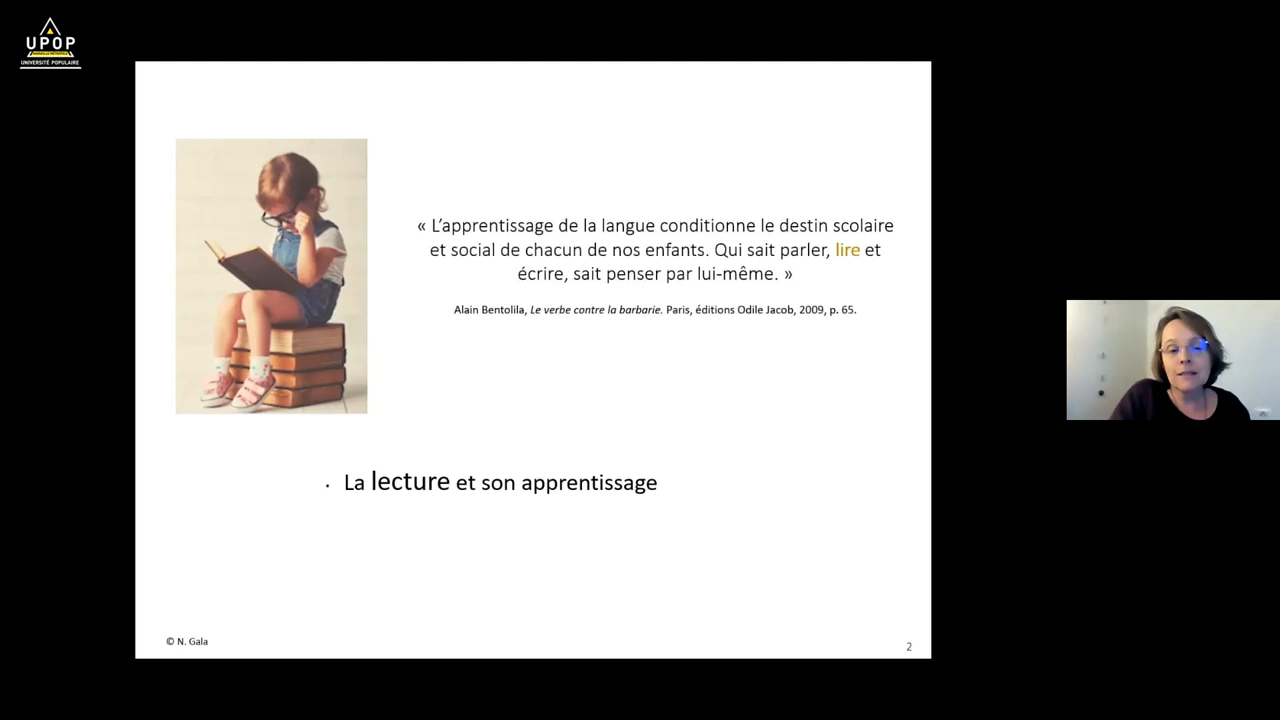 UPOP
UNIVERSITÉ POPULAIRE
« L'apprentissage de la langue conditionne le destin scolaire
et social de chacun de nos enfants. Qui sait parler, lire et
écrire, sait penser par lui-même. »
Alain Bentolila, Le verbe contre la barbarie. Paris, éditions Odile Jacob, 2009, p. 65.
• La lecture et son apprentissage
© N. Gala
2